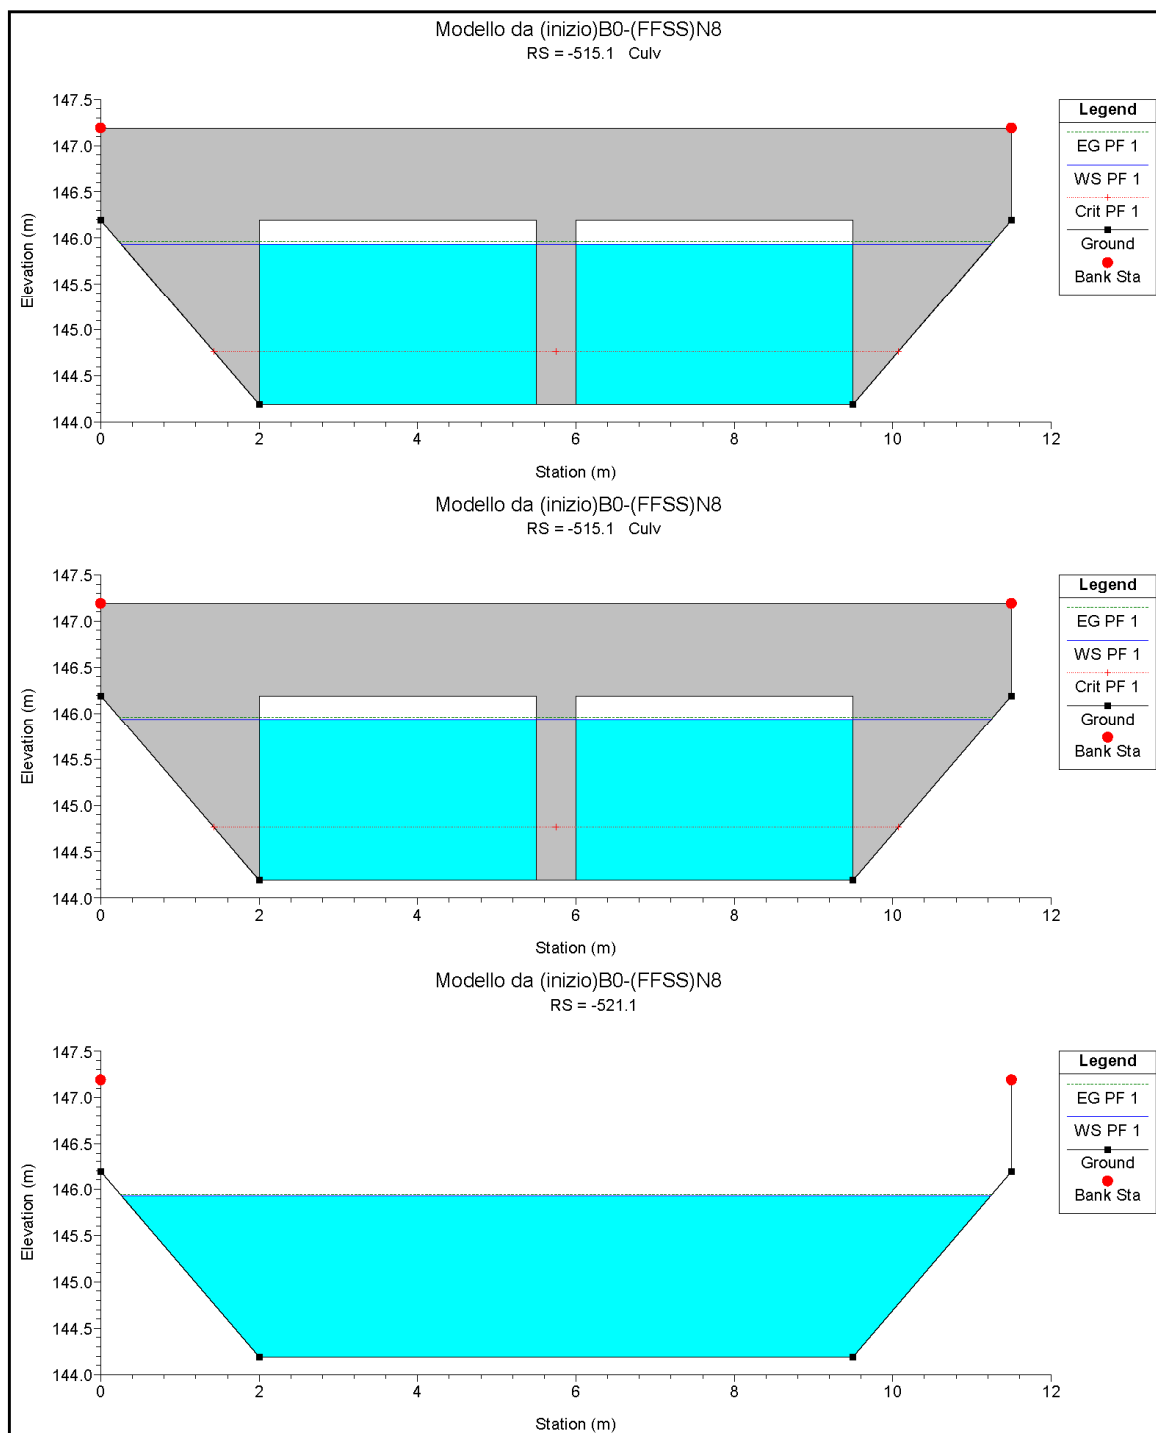 Modello da (inizio)B0-(FFSS)N8
RS = -515.1 Culv
147.5
147.0
146.5
146.0
145.5
145.0
144.5
144.0
Elevation (m)
0 2 4 6 8 10 12
Station (m)
Legend
EG PF 1
WS PF 1
Crit PF 1
Ground
Bank Sta
Modello da (inizio)B0-(FFSS)N8
RS = -515.1 Culv
147.5
147.0
146.5
146.0
145.5
145.0
144.5
144.0
Elevation (m)
0 2 4 6 8 10 12
Station (m)
Legend
EG PF 1
WS PF 1
Crit PF 1
Ground
Bank Sta
Modello da (inizio)B0-(FFSS)N8
RS = -521.1
147.5
147.0
146.5
146.0
145.5
145.0
144.5
144.0
Elevation (m)
0 2 4 6 8 10 12
Station (m)
Legend
EG PF 1
WS PF 1
Ground
Bank Sta